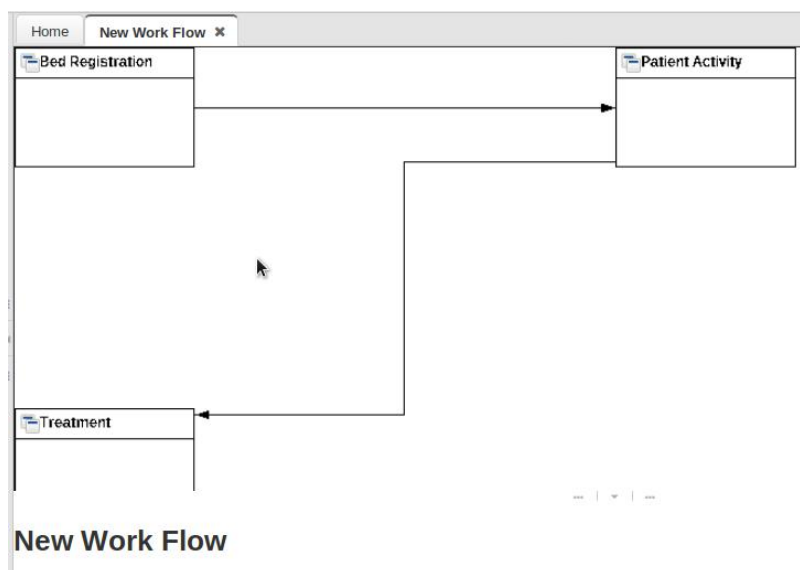 Home
New Work Flow
Bed Registration
Patient Activity
Treatment
New Work Flow